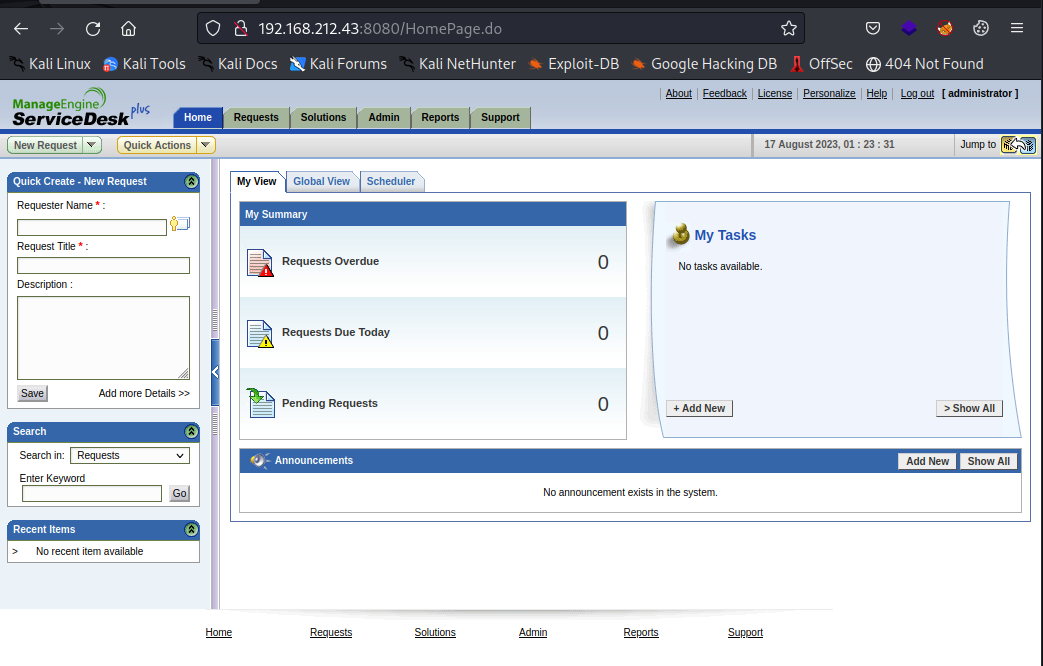 192.168.212.43:8080/HomePage.do
Kali Linux Kali Tools Kali Docs Kali Forums Kali NetHunter Exploit-DB Google Hacking DB OffSec 404 Not Found
About Feedback License Personalize Help Log out [ administrator ]
ManageEngine
ServiceDesk plus
Home Requests Solutions Admin Reports Support
New Request Quick Actions 17 August 2023, 01 : 23 : 31 Jump to
Quick Create - New Request
Requester Name * :
Request Title * :
Description :
Save Add more Details >>
Search
Search in: Requests
Enter Keyword
Go
Recent Items
> No recent item available
My View Global View Scheduler
My Summary
Requests Overdue 0
Requests Due Today 0
Pending Requests 0
My Tasks
No tasks available.
+ Add New > Show All
Announcements Add New Show All
No announcement exists in the system.
Home Requests Solutions Admin Reports Support